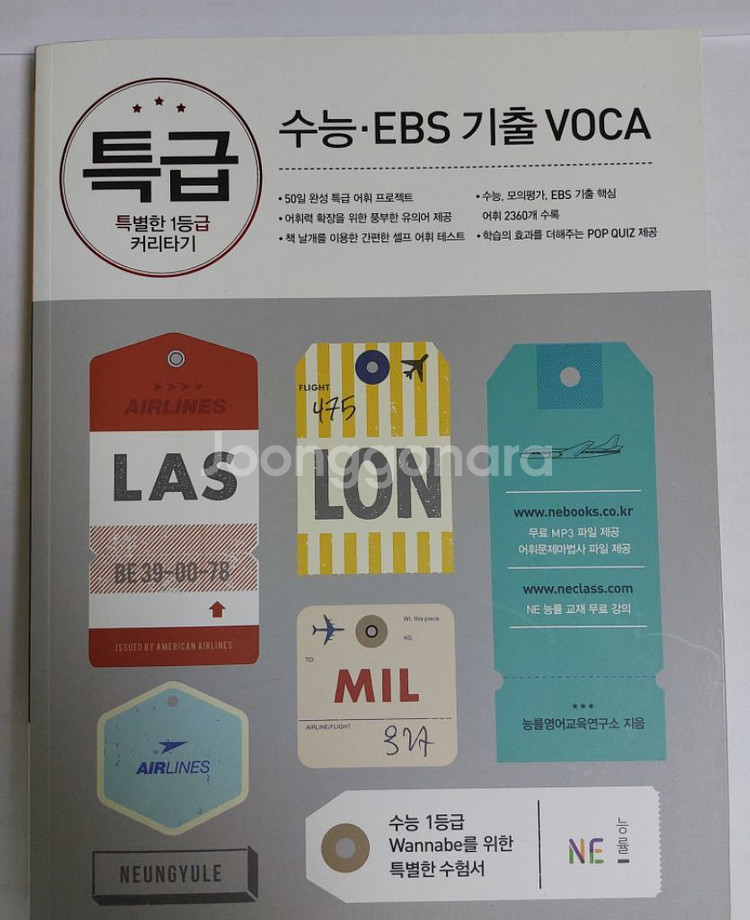 특급
특별한 1등급
커리타기
수능·EBS 기출 VOCA
• 50일 완성 특급 어휘 프로젝트
• 어휘력 확장을 위한 풍부한 유의어 제공
• 책 날개를 이용한 간편한 셀프 어휘 테스트
• 수능, 모의평가, EBS 기출 핵심
어휘 2360개 수록
• 학습의 효과를 더해주는 POP QUIZ 제공
AIRLINES
LAS
BE 39-00-78
ISSUED BY AMERICAN AIRLINES
FLIGHT
475
LON
Joonggonara
www.nebooks.co.kr
무료 MP3 파일 제공
어휘문제마법사 파일 제공
www.neclass.com
NE 능률 교재 무료 강의
능률영어교육연구소 지음
Wt. this piece
KG
TO:
MIL
AIRLINE/FLIGHT
327
AIRLINES
NEUNGYULE
수능 1등급
Wannabe를 위한
특별한 수험서
NE 능률